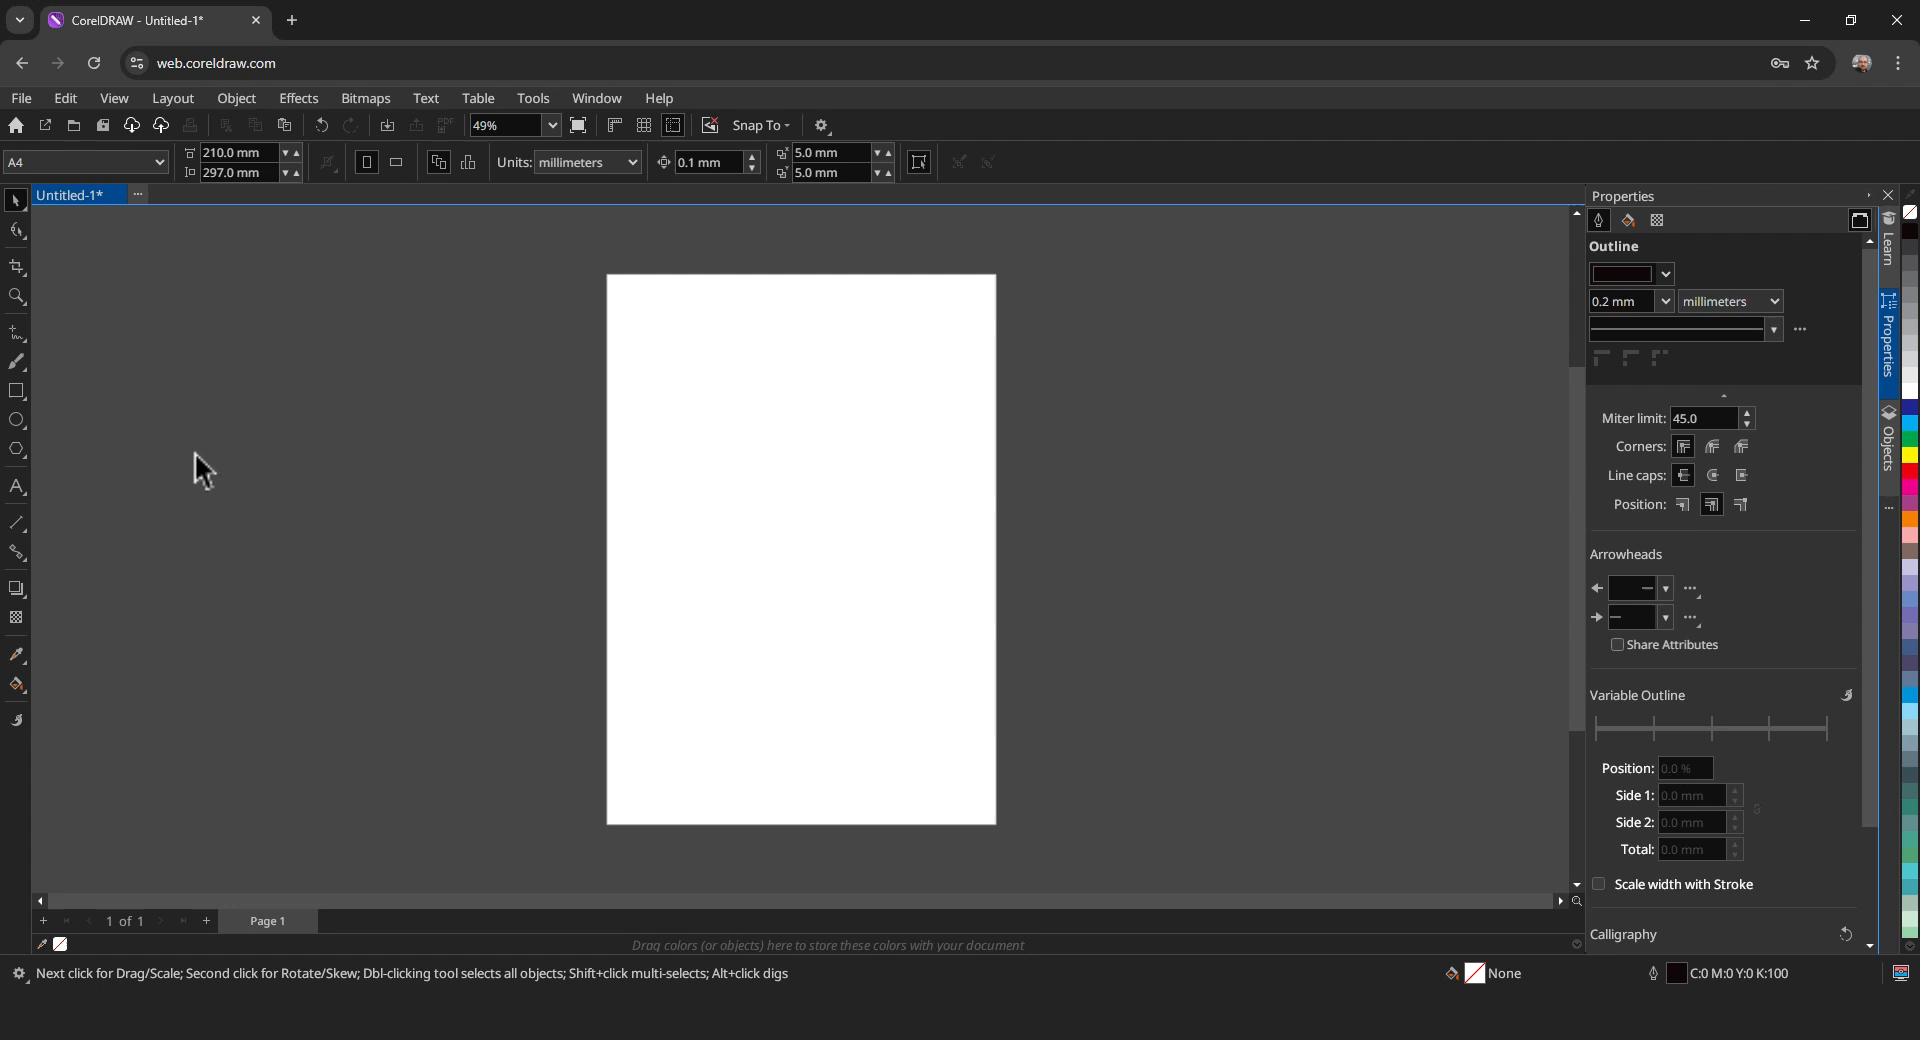 CorelDRAW - Untitled-1*
web.coreldraw.com
File Edit View Layout Object Effects Bitmaps Text Table Tools Window Help
49% Snap To
A4 210.0 mm 297.0 mm Units: millimeters 0.1 mm 5.0 mm 5.0 mm
Untitled-1*
Properties
Outline
0.2 mm millimeters
Miter limit: 45.0
Corners:
Line caps:
Position:
Arrowheads
Share Attributes
Variable Outline
Position: 0.0 %
Side 1: 0.0 mm
Side 2: 0.0 mm
Total: 0.0 mm
Scale width with Stroke
Calligraphy
Learn
Properties
Objects
1 of 1 Page 1
Drag colors (or objects) here to store these colors with your document
Next click for Drag/Scale; Second click for Rotate/Skew; Dbl-clicking tool selects all objects; Shift+click multi-selects; Alt+click digs None C:0 M:0 Y:0 K:100